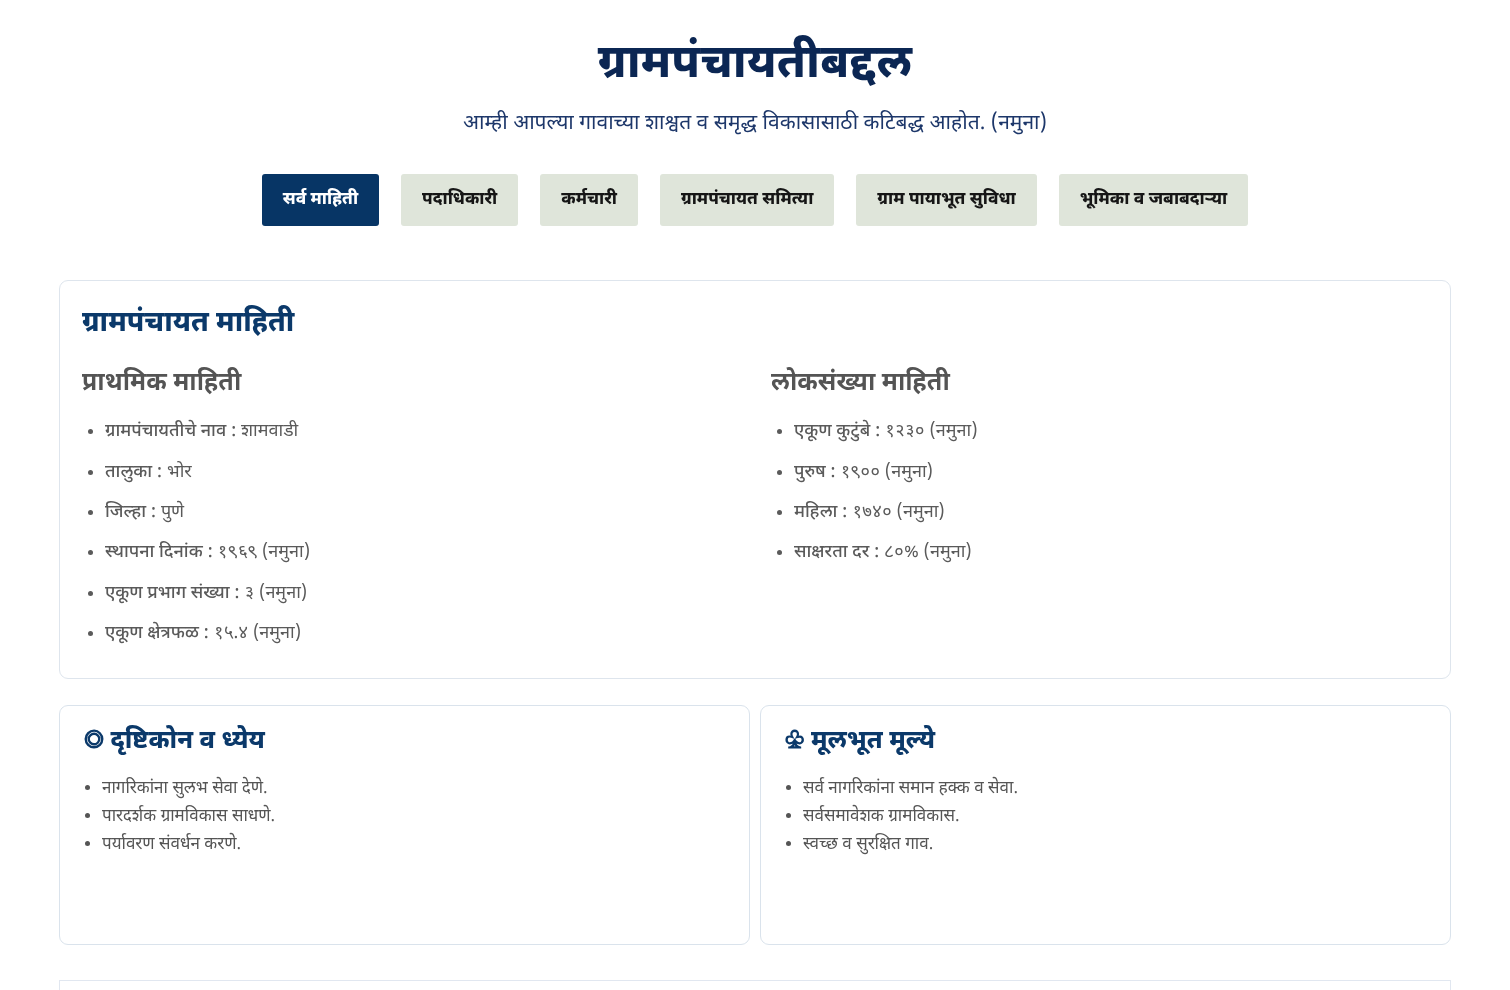 ग्रामपंचायतीबद्दल
आम्ही आपल्या गावाच्या शाश्वत व समृद्ध विकासासाठी कटिबद्ध आहोत. (नमुना)
सर्व माहिती
पदाधिकारी
कर्मचारी
ग्रामपंचायत समित्या
ग्राम पायाभूत सुविधा
भूमिका व जबाबदाऱ्या
ग्रामपंचायत माहिती
प्राथमिक माहिती
ग्रामपंचायतीचे नाव : शामवाडी
तालुका : भोर
जिल्हा : पुणे
स्थापना दिनांक : १९६९ (नमुना)
एकूण प्रभाग संख्या : ३ (नमुना)
एकूण क्षेत्रफळ : १५.४ (नमुना)
लोकसंख्या माहिती
एकूण कुटुंबे : १२३० (नमुना)
पुरुष : १९०० (नमुना)
महिला : १७४० (नमुना)
साक्षरता दर : ८०% (नमुना)
दृष्टिकोन व ध्येय
नागरिकांना सुलभ सेवा देणे.
पारदर्शक ग्रामविकास साधणे.
पर्यावरण संवर्धन करणे.
मूलभूत मूल्ये
सर्व नागरिकांना समान हक्क व सेवा.
सर्वसमावेशक ग्रामविकास.
स्वच्छ व सुरक्षित गाव.